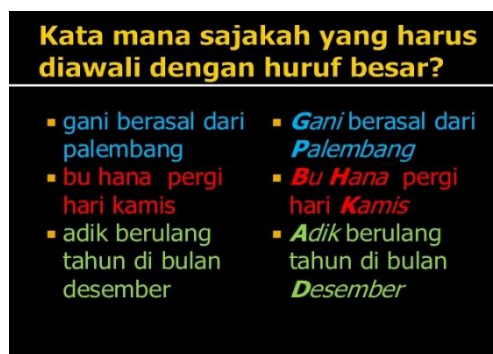 Kata mana sajakah yang harus
diawali dengan huruf besar?
gani berasal dari
palembang
bu hana pergi
hari kamis
adik berulang
tahun di bulan
desember
Gani berasal dari
Palembang
Bu Hana pergi
hari Kamis
Adik berulang
tahun di bulan
Desember